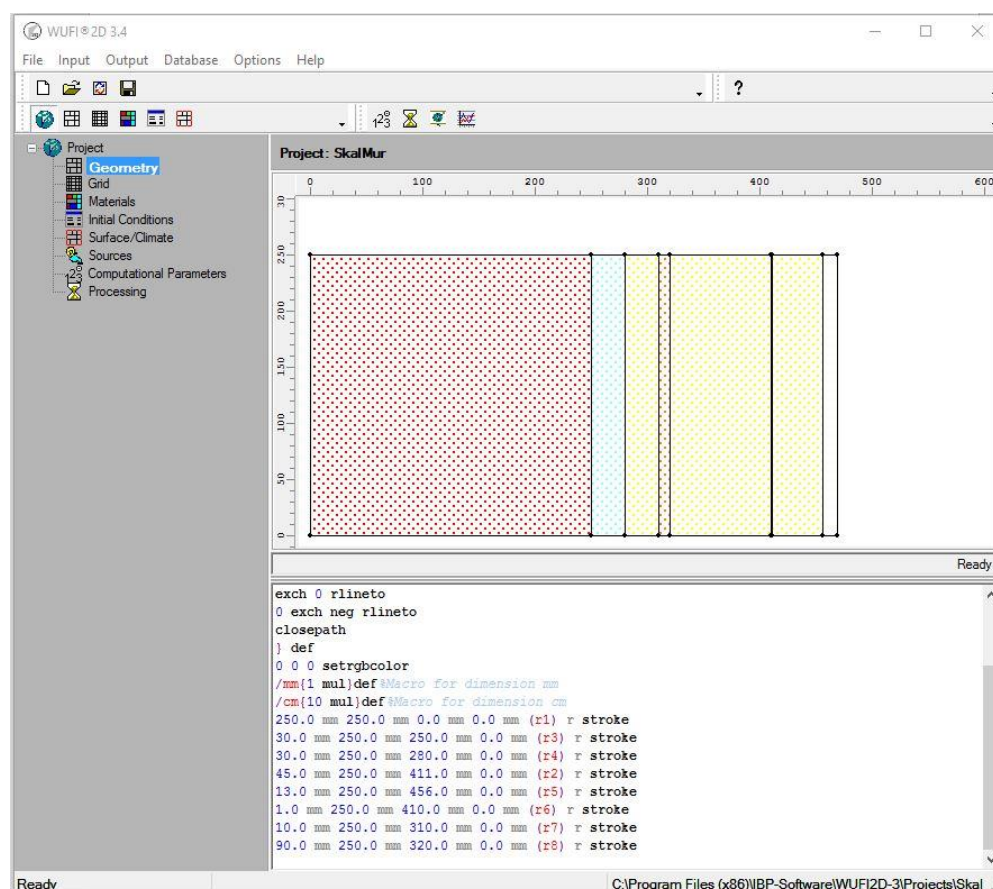 WUFI®2D 3.4
File Input Output Database Options Help
?
Project
Geometry
Grid
Materials
Initial Conditions
Surface/Climate
Sources
Computational Parameters
Processing
Project: SkalMur
0 100 200 300 400 500 600
30
250
200
150
100
50
0
Ready
exch 0 rlineto
0 exch neg rlineto
closepath
} def
0 0 0 setrgbcolor
/mm{1 mul}def%Macro for dimension mm
/cm{10 mul}def%Macro for dimension cm
250.0 mm 250.0 mm 0.0 mm 0.0 mm (r1) r stroke
30.0 mm 250.0 mm 250.0 mm 0.0 mm (r3) r stroke
30.0 mm 250.0 mm 280.0 mm 0.0 mm (r4) r stroke
45.0 mm 250.0 mm 411.0 mm 0.0 mm (r2) r stroke
13.0 mm 250.0 mm 456.0 mm 0.0 mm (r5) r stroke
1.0 mm 250.0 mm 410.0 mm 0.0 mm (r6) r stroke
10.0 mm 250.0 mm 310.0 mm 0.0 mm (r7) r stroke
90.0 mm 250.0 mm 320.0 mm 0.0 mm (r8) r stroke
Ready
C:\Program Files (x86)\IBP-Software\WUFI2D-3\Projects\Skal